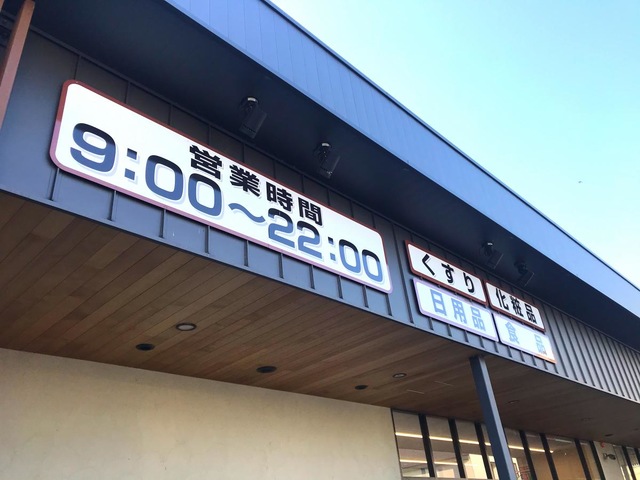 営業時間
9:00〜22:00
くすり
化粧品
日用品
食品